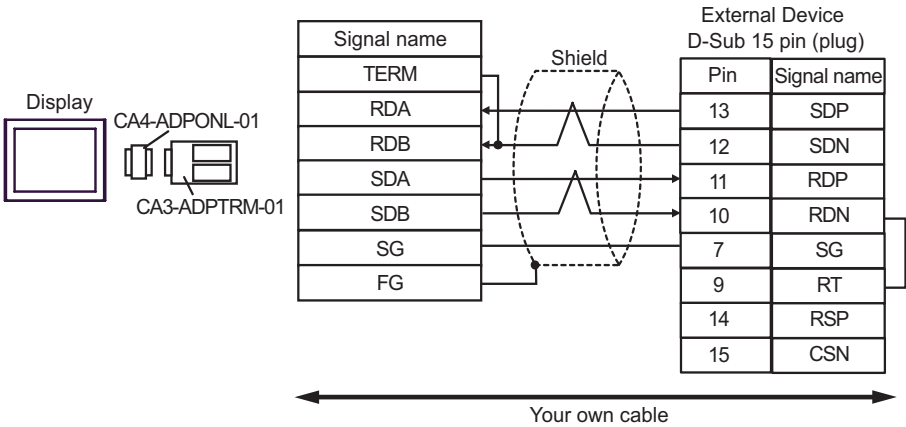 Display
CA4-ADPONL-01
CA3-ADPTRM-01
Signal name
TERM
RDA
RDB
SDA
SDB
SG
FG
Shield
External Device
D-Sub 15 pin (plug)
Pin Signal name
13 SDP
12 SDN
11 RDP
10 RDN
7 SG
9 RT
14 RSP
15 CSN
Your own cable